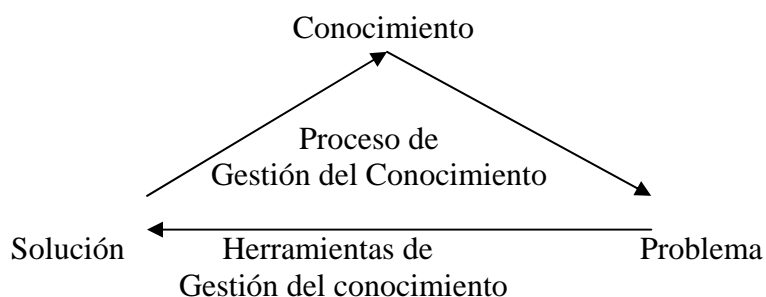 Conocimiento
Proceso de
Gestión del Conocimiento
Solución
Herramientas de
Problema
Gestión del conocimiento